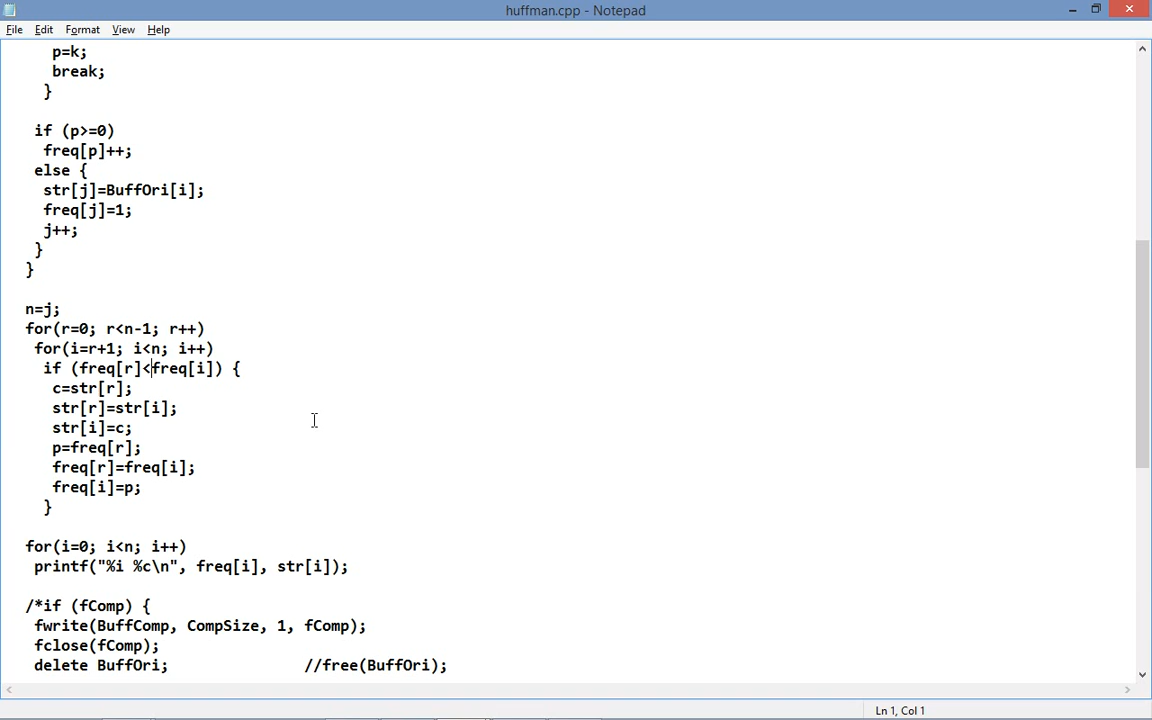 huffman.cpp - Notepad
File Edit Format View Help
p=k;
break;
}
if (p>=0)
freq[p]++;
else {
str[j]=BuffOri[i];
freq[j]=1;
j++;
}
}
n=j;
for(r=0; r<n-1; r++)
for(i=r+1; i<n; i++)
if (freq[r]<freq[i]) {
c=str[r];
str[r]=str[i];
str[i]=c;
p=freq[r];
freq[r]=freq[i];
freq[i]=p;
}
for(i=0; i<n; i++)
printf("%i %c\n", freq[i], str[i]);
/*if (fComp) {
fwrite(BuffComp, CompSize, 1, fComp);
fclose(fComp);
delete BuffOri; //free(BuffOri);
Ln 1, Col 1